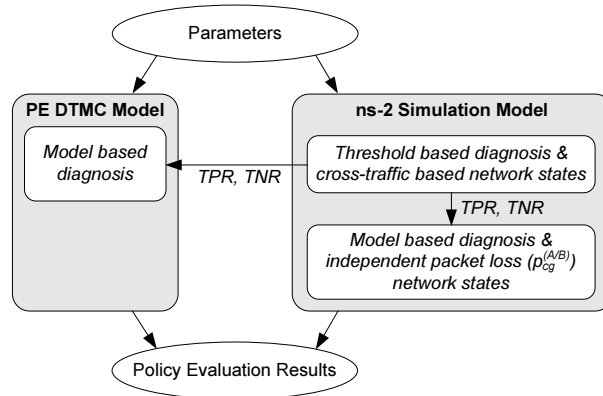 Parameters
PE DTMC Model
Model based
diagnosis
TPR, TNR
ns-2 Simulation Model
Threshold based diagnosis &
cross-traffic based network states
TPR, TNR
Model based diagnosis &
independent packet loss (p_cg^(A/B))
network states
Policy Evaluation Results